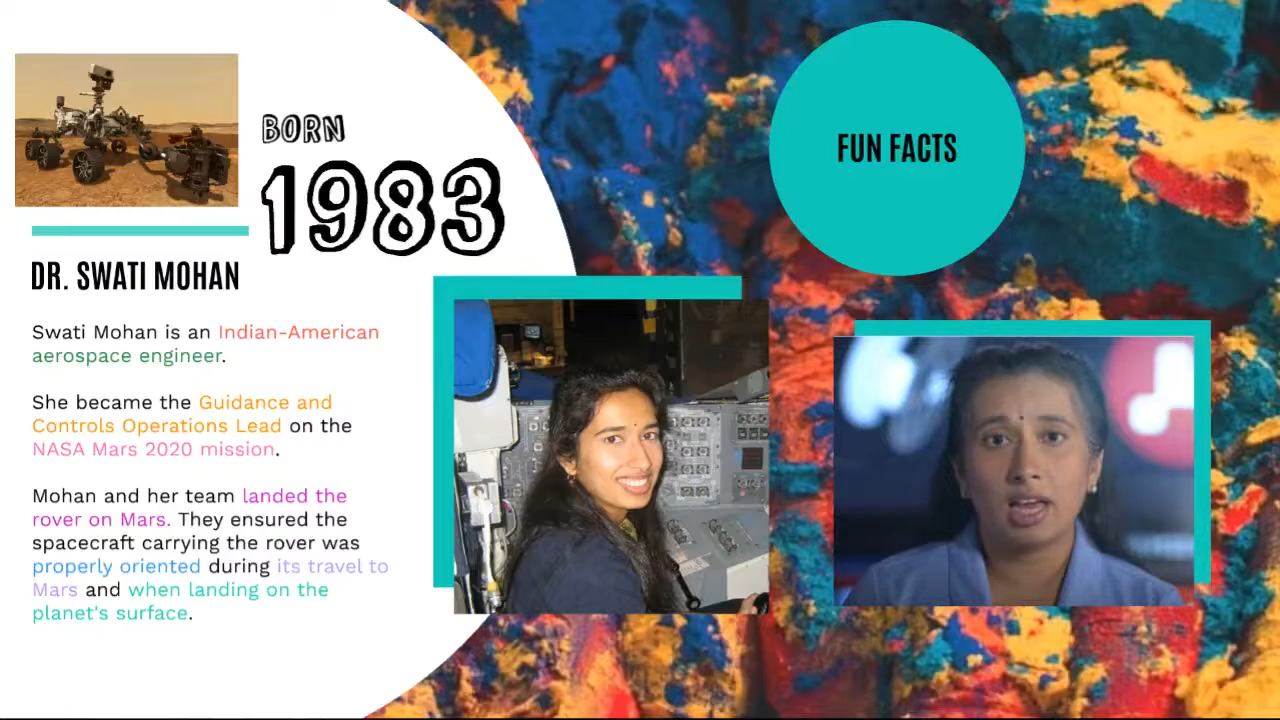 BORN
1983
DR. SWATI MOHAN
Swati Mohan is an Indian-American
aerospace engineer.
She became the Guidance and
Controls Operations Lead on the
NASA Mars 2020 mission.
Mohan and her team landed the
rover on Mars. They ensured the
spacecraft carrying the rover was
properly oriented during its travel to
Mars and when landing on the
planet's surface.
FUN FACTS